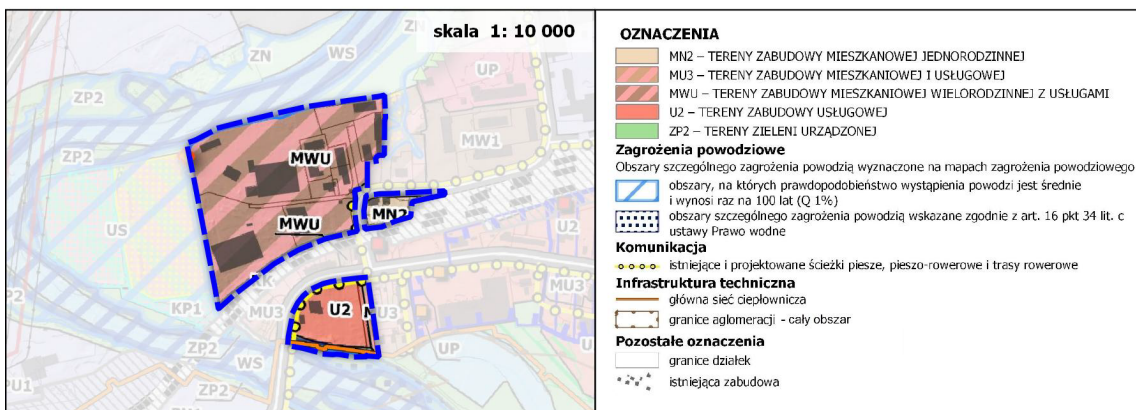 skala 1: 10 000
ZN
ZN
WS
ZP2
ZP2
UP
MW1
MWU
MWU
MN2
US
U2
KP1
MU3
U2
MU3
MU3
ZP2
WS
UP
PU1
ZP2
OZNACZENIA
MN2 – TERENY ZABUDOWY MIESZKANOWEJ JEDNORODZINNEJ
MU3 – TERENY ZABUDOWY MIESZKANIOWEJ I USŁUGOWEJ
MWU – TERENY ZABUDOWY MIESZKANIOWEJ WIELORODZINNEJ Z USŁUGAMI
U2 – TERENY ZABUDOWY USŁUGOWEJ
ZP2 – TERENY ZIELENI URZĄDZONEJ
Zagrożenia powodziowe
Obszary szczególnego zagrożenia powodzią wyznaczone na mapach zagrożenia powodziowego
obszary, na których prawdopodobieństwo wystąpienia powodzi jest średnie
i wynosi raz na 100 lat (Q 1%)
obszary szczególnego zagrożenia powodzią wskazane zgodnie z art. 16 pkt 34 lit. c
ustawy Prawo wodne
Komunikacja
istniejące i projektowane ścieżki piesze, pieszo-rowerowe i trasy rowerowe
Infrastruktura techniczna
główna sieć ciepłownicza
granice aglomeracji - cały obszar
Pozostałe oznaczenia
granice działek
istniejąca zabudowa